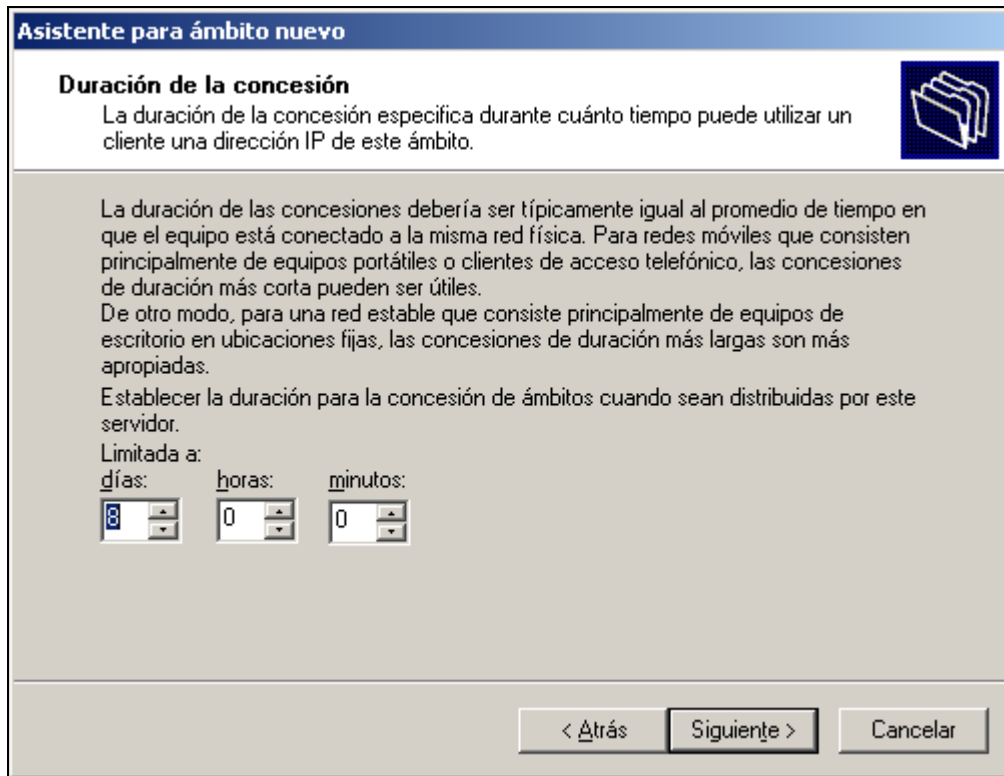 Asistente para ámbito nuevo
Duración de la concesión
La duración de la concesión especifica durante cuánto tiempo puede utilizar un
cliente una dirección IP de este ámbito.
La duración de las concesiones debería ser típicamente igual al promedio de tiempo en
que el equipo está conectado a la misma red física. Para redes móviles que consisten
principalmente de equipos portátiles o clientes de acceso telefónico, las concesiones
de duración más corta pueden ser útiles.
De otro modo, para una red estable que consiste principalmente de equipos de
escritorio en ubicaciones fijas, las concesiones de duración más largas son más
apropiadas.
Establecer la duración para la concesión de ámbitos cuando sean distribuidas por este
servidor.
Limitada a:
días: horas: minutos:
8 0 0
< Atrás Siguiente > Cancelar